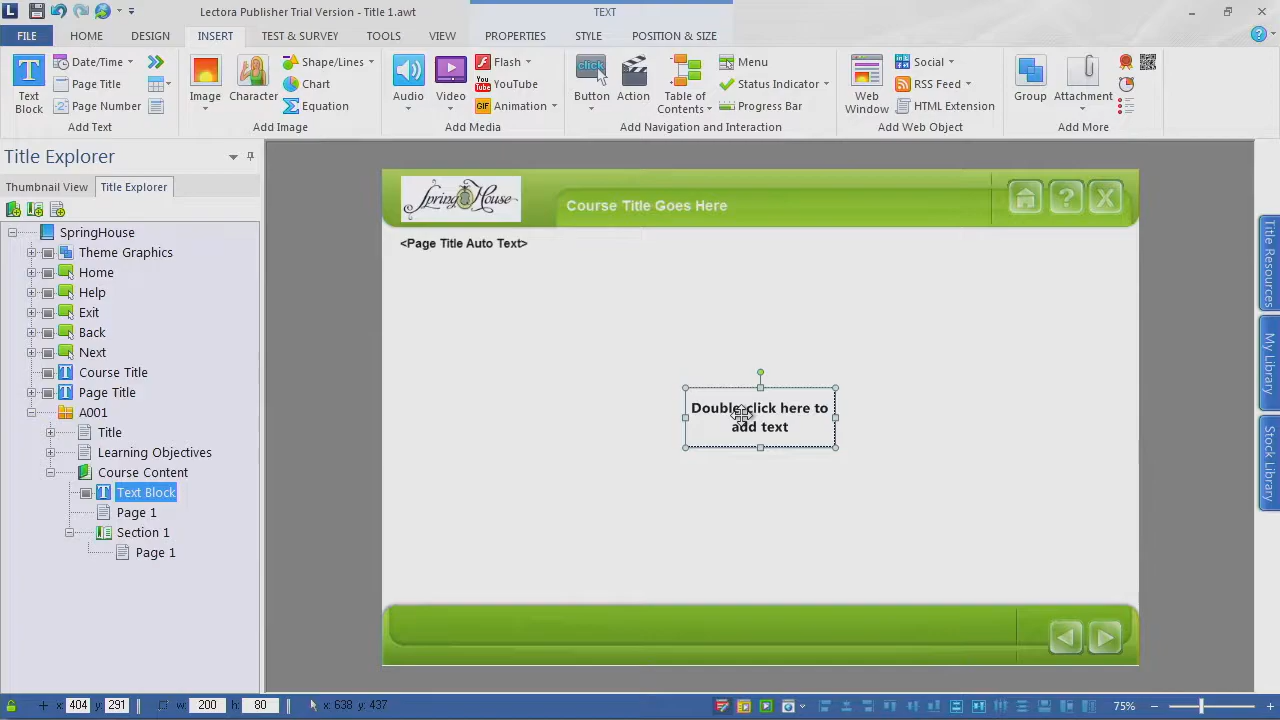 Lectora Publisher Trial Version - Title 1.awt
TEXT
FILE
HOME
DESIGN
INSERT
TEST & SURVEY
TOOLS
VIEW
PROPERTIES
STYLE
POSITION & SIZE
Text
Block
Date/Time
Page Title
Page Number
Add Text
Image
Character
Shape/Lines
Chart
Equation
Add Image
Audio
Video
Flash
YouTube
Animation
Add Media
click
Button
Action
Table of
Contents
Menu
Status Indicator
Progress Bar
Add Navigation and Interaction
Web
Window
Social
RSS Feed
HTML Extension
Add Web Object
Group
Attachment
Add More
Title Explorer
Thumbnail View
Title Explorer
SpringHouse
Theme Graphics
Home
Help
Exit
Back
Next
Course Title
Page Title
A001
Title
Learning Objectives
Course Content
Text Block
Page 1
Section 1
Page 1
Spring House
Course Title Goes Here
<Page Title Auto Text>
Double click here to
add text
Title Resources
My Library
Stock Library
x: 404 y: 291
w: 200 h: 80
x: 638 y: 437
75%